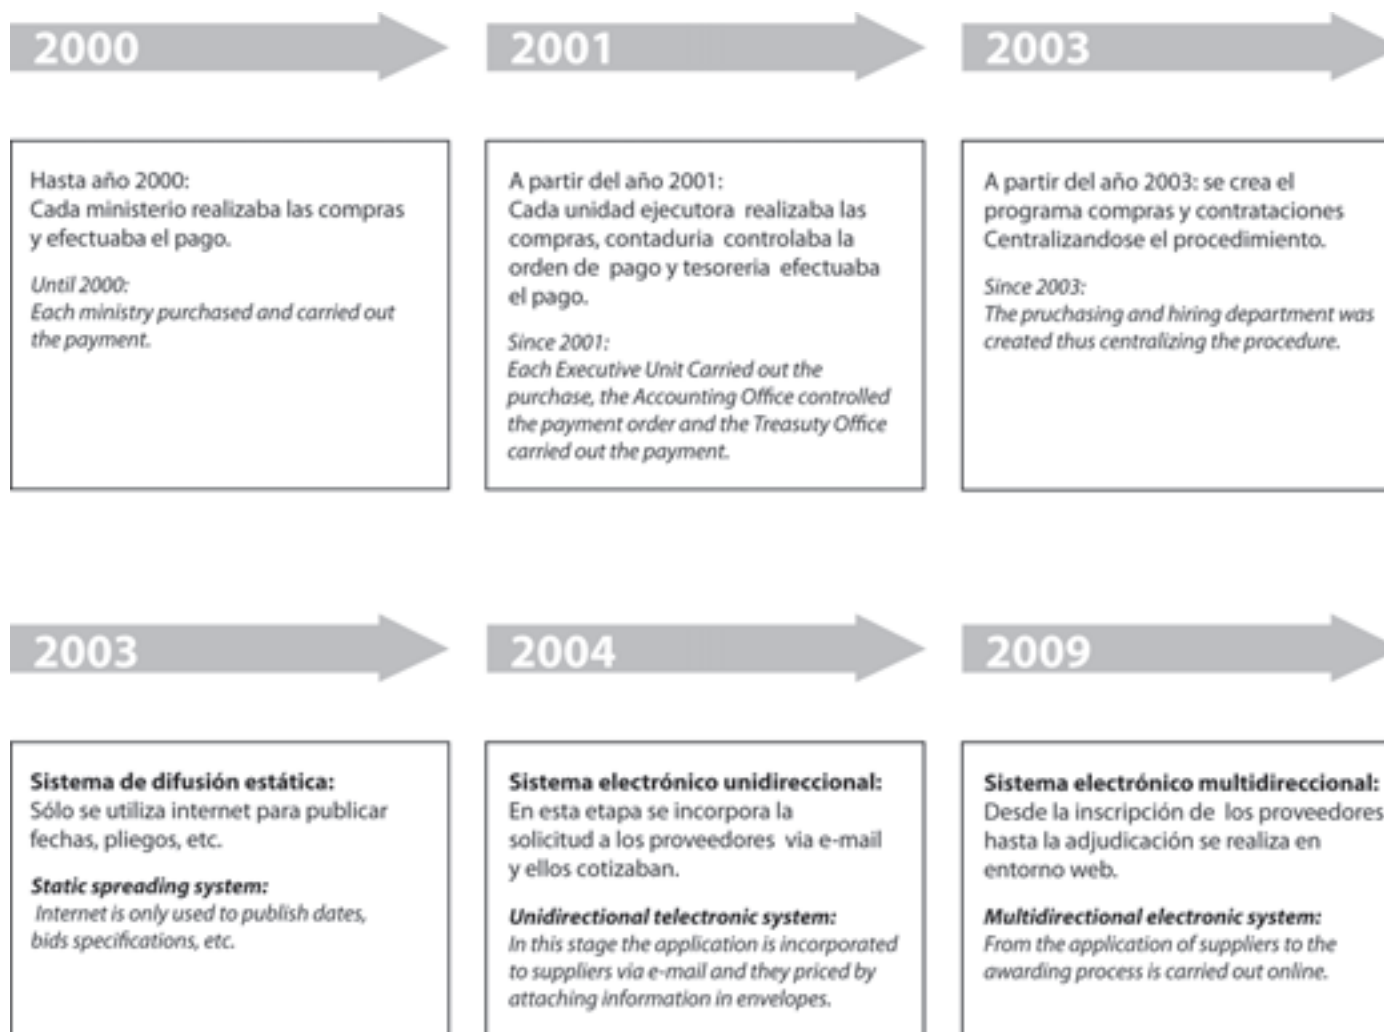 2000
Hasta año 2000:
Cada ministerio realizaba las compras
y efectuaba el pago.
Until 2000:
Each ministry purchased and carried out
the payment.
2001
A partir del año 2001:
Cada unidad ejecutora realizaba las
compras, contaduria controlaba la
orden de pago y tesoreria efectuaba
el pago.
Since 2001:
Each Executive Unit Carried out the
purchase, the Accounting Office controlled
the payment order and the Treasuty Office
carried out the payment.
2003
A partir del año 2003: se crea el
programa compras y contrataciones
Centralizandose el procedimiento.
Since 2003:
The pruchasing and hiring department was
created thus centralizing the procedure.
2003
Sistema de difusión estática:
Sólo se utiliza internet para publicar
fechas, pliegos, etc.
Static spreading system:
Internet is only used to publish dates,
bids specifications, etc.
2004
Sistema electrónico unidireccional:
En esta etapa se incorpora la
solicitud a los proveedores via e-mail
y ellos cotizaban.
Unidirectional telectronic system:
In this stage the application is incorporated
to suppliers via e-mail and they priced by
attaching information in envelopes.
2009
Sistema electrónico multidireccional:
Desde la inscripción de los proveedores
hasta la adjudicación se realiza en
entorno web.
Multidirectional electronic system:
From the application of suppliers to the
awarding process is carried out online.